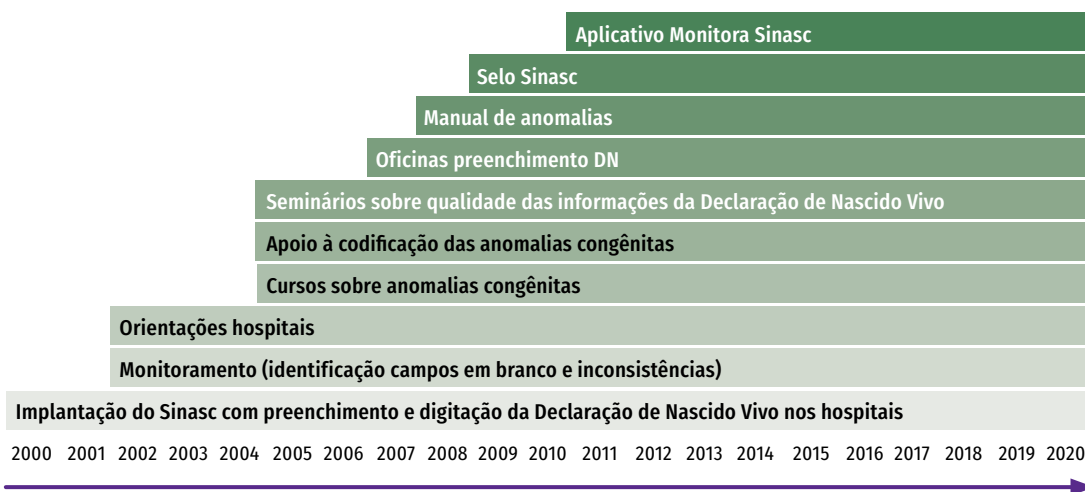 Aplicativo Monitora Sinasc
Selo Sinasc
Manual de anomalias
Oficinas preenchimento DN
Seminários sobre qualidade das informações da Declaração de Nascido Vivo
Apoio à codificação das anomalias congênitas
Cursos sobre anomalias congênitas
Orientações hospitais
Monitoramento (identificação campos em branco e inconsistências)
Implantação do Sinasc com preenchimento e digitação da Declaração de Nascido Vivo nos hospitais
2000 2001 2002 2003 2004 2005 2006 2007 2008 2009 2010 2011 2012 2013 2014 2015 2016 2017 2018 2019 2020